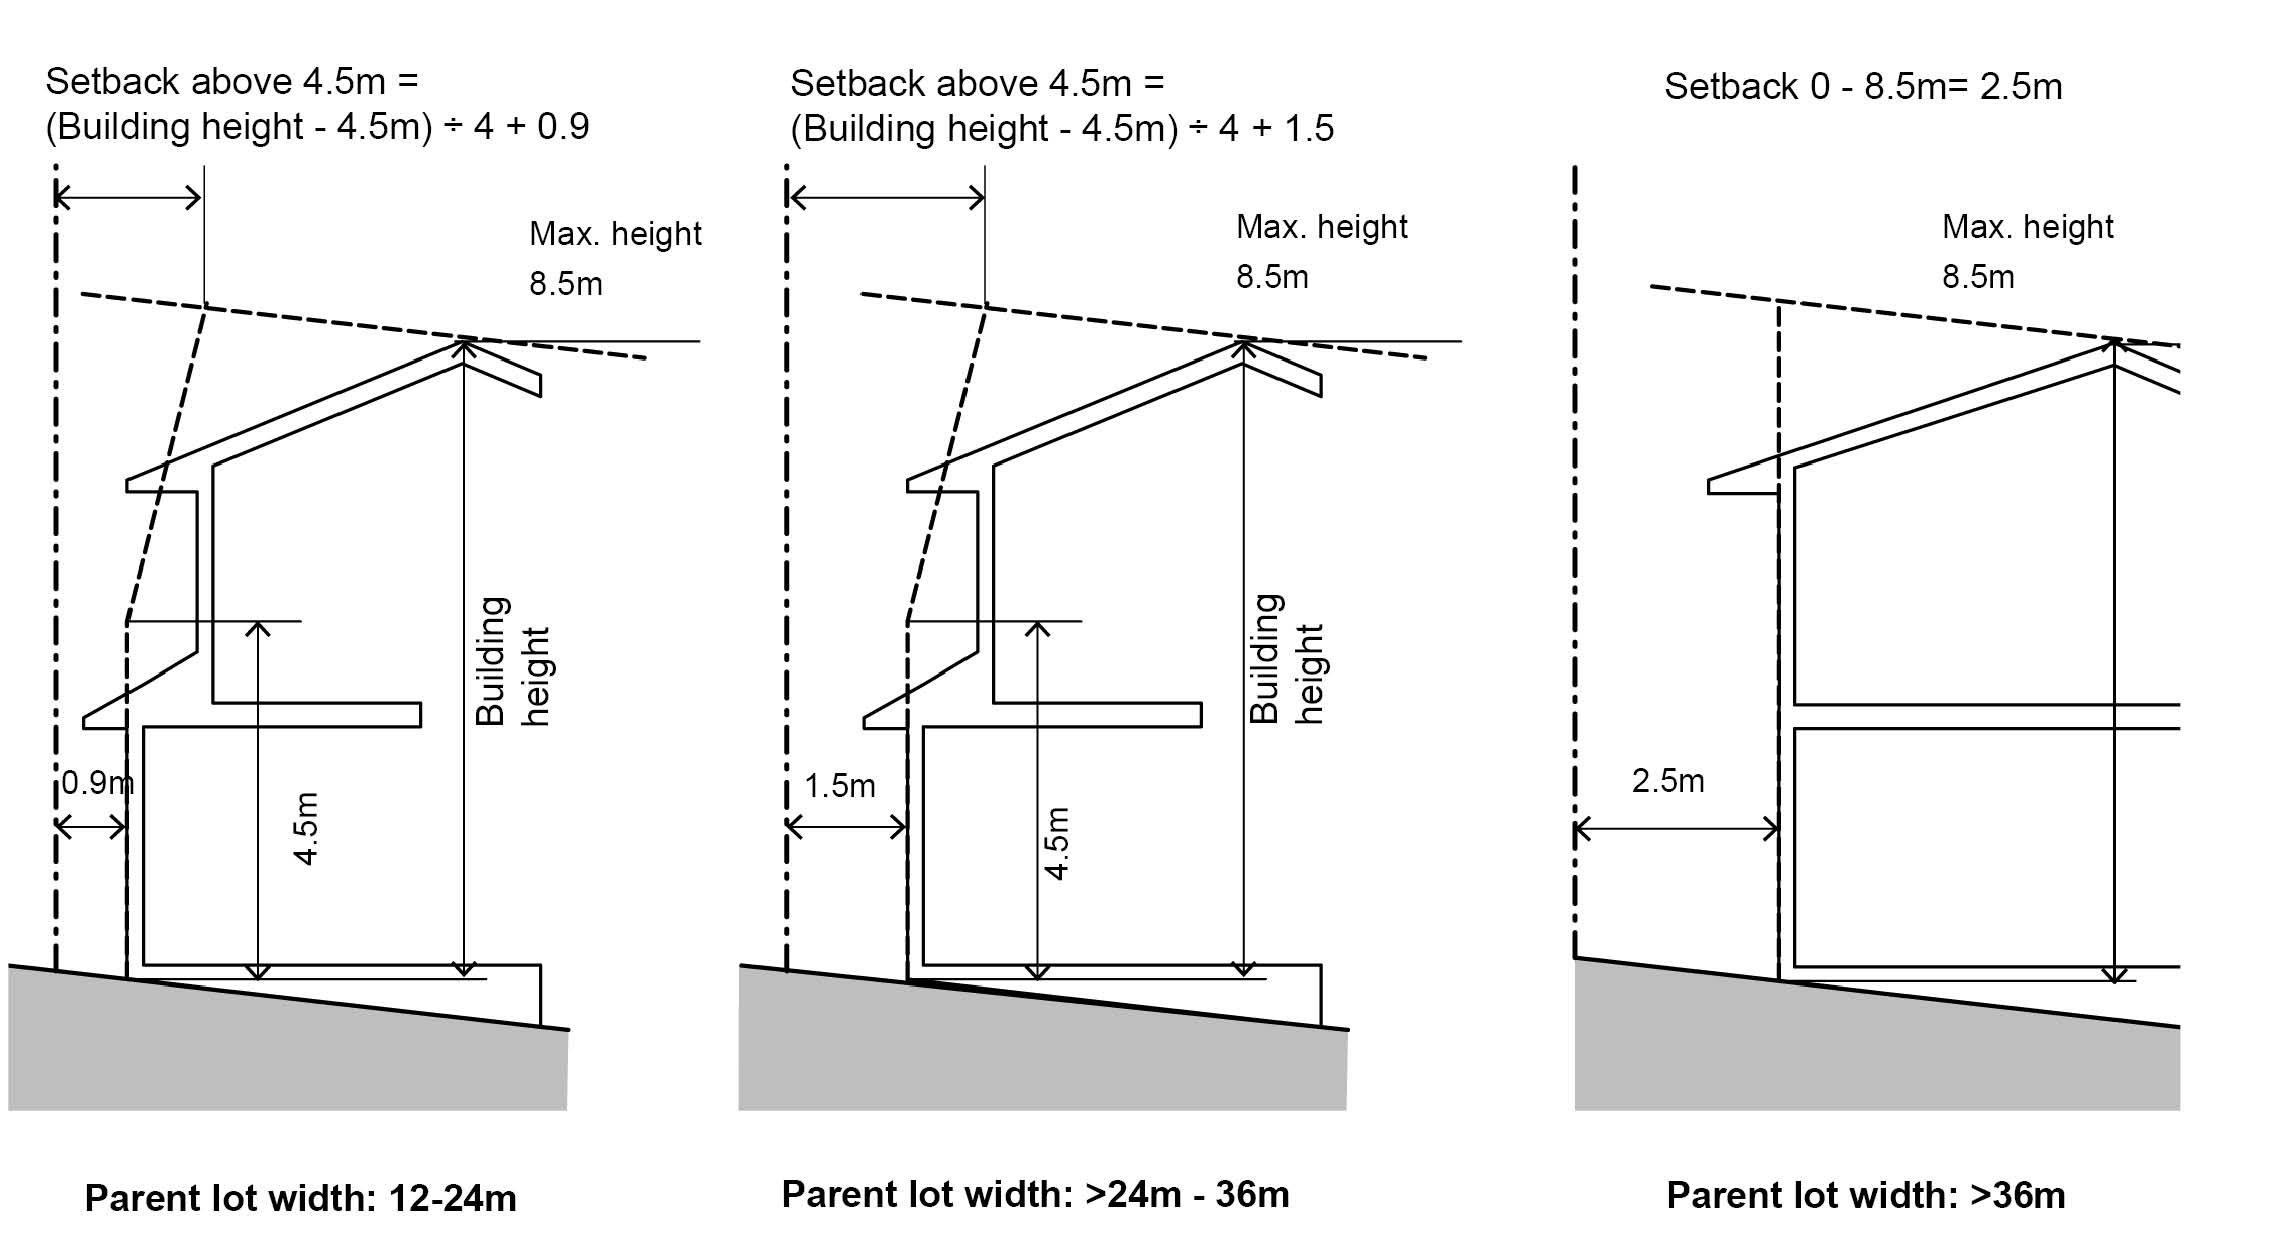 Setback above 4.5m =
(Building height - 4.5m) ÷ 4 + 0.9
Max. height
8.5m
Building
height
0.9m
4.5m
Parent lot width: 12-24m
Setback above 4.5m =
(Building height - 4.5m) ÷ 4 + 1.5
Max. height
8.5m
Building
height
1.5m
4.5m
Parent lot width: >24m - 36m
Setback 0 - 8.5m= 2.5m
Max. height
8.5m
2.5m
Parent lot width: >36m